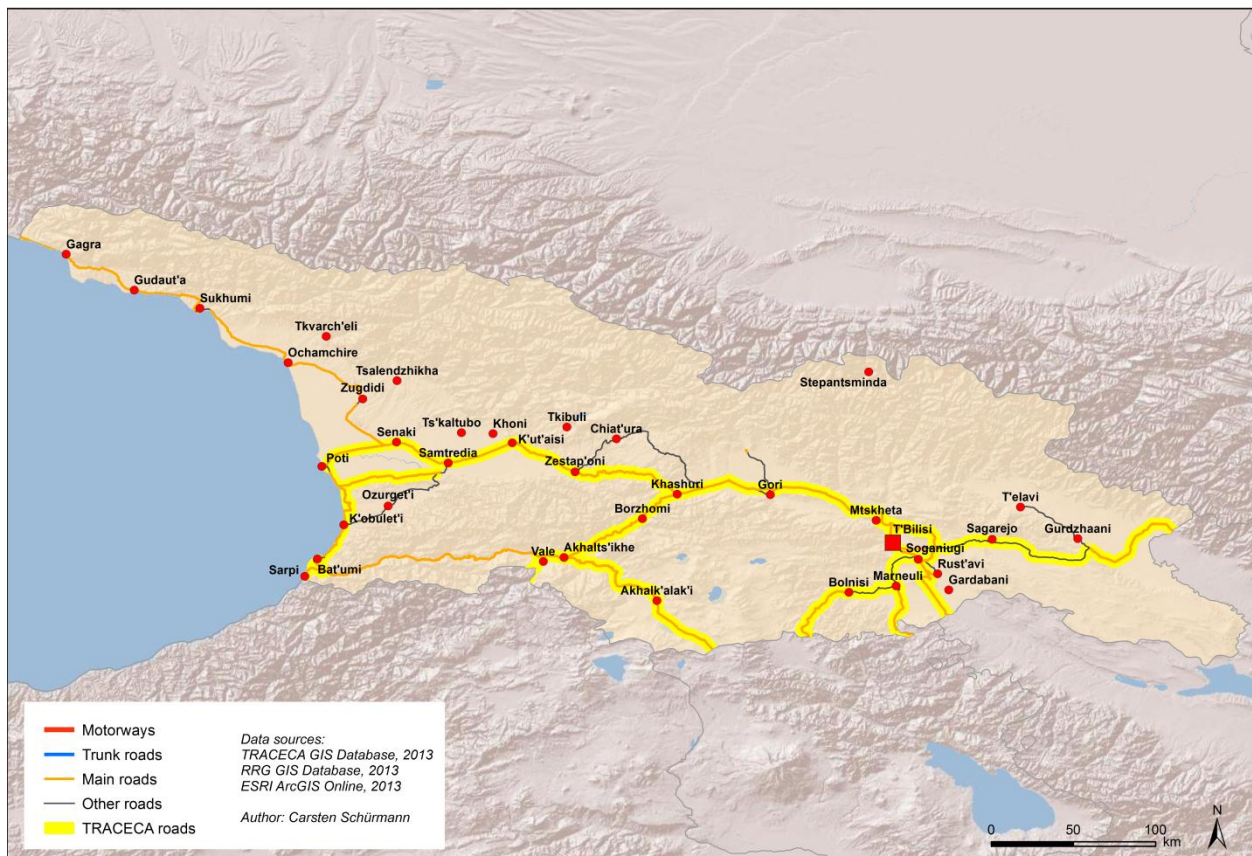 Gagra
Gudaut'a
Sukhumi
Tkvarch'eli
Ochamchire
Tsalendzhikha
Zugdidi
Stepantsminda
Ts'kaltubo
Khoni
Tkibuli
Chiat'ura
Senaki
K'ut'aisi
Samtredia
Zestap'oni
Poti
Khashuri
Gori
Ozurget'i
Borzhomi
Mtskheta
T'elavi
K'obulet'i
T'Bilisi
Sagarejo
Gurdzhaani
Soganiugi
Vale
Akhalts'ikhe
Bat'umi
Sarpi
Rust'avi
Marneuli
Gardabani
Bolnisi
Akhalk'alak'i
Motorways
Trunk roads
Main roads
Other roads
TRACECA roads
Data sources:
TRACECA GIS Database, 2013
RRG GIS Database, 2013
ESRI ArcGIS Online, 2013
Author: Carsten Schürmann
N
0 50 100
km